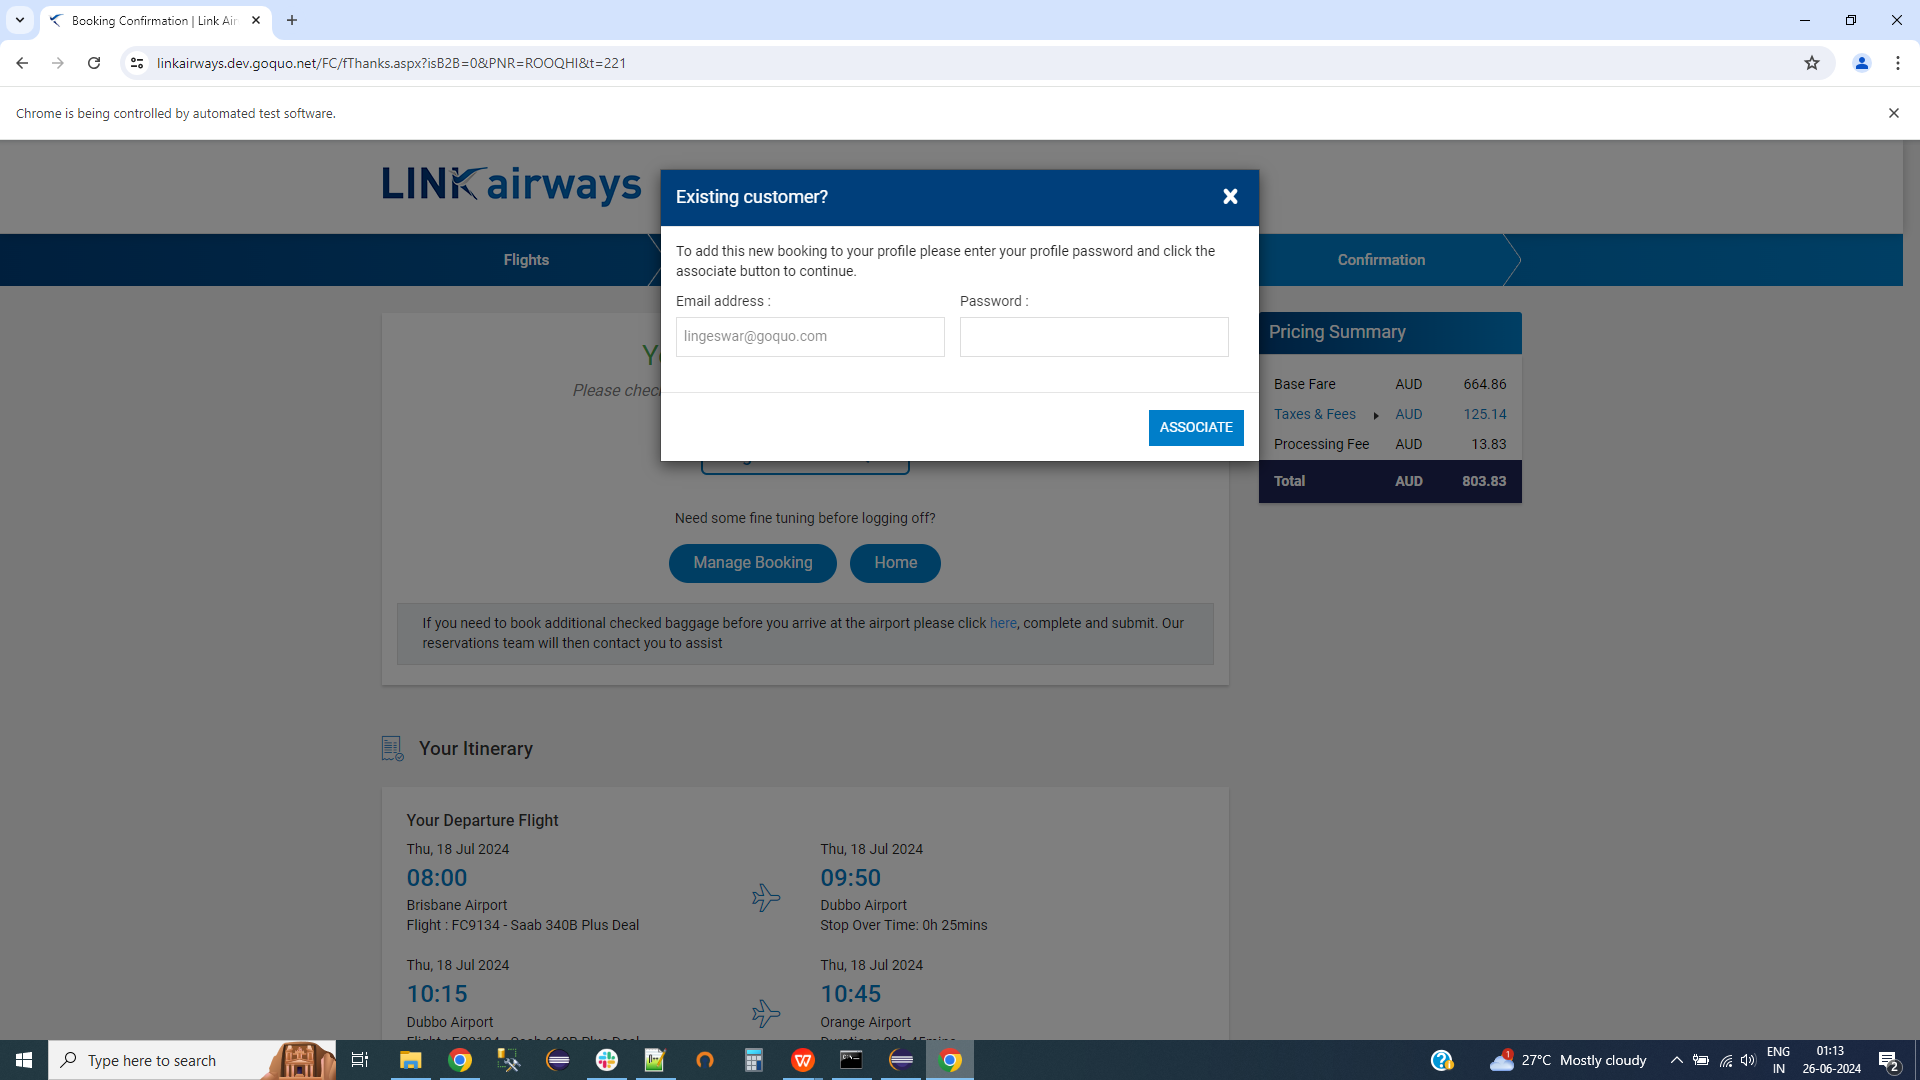 Booking Confirmation | Link Air
linkairways.dev.goquo.net/FC/fThanks.aspx?isB2B=0&PNR=ROOQHI&t=221
Chrome is being controlled by automated test software.
LINK airways
Existing customer?
To add this new booking to your profile please enter your profile password and click the
associate button to continue.
Email address :
Password :
lingeswar@goquo.com
ASSOCIATE
Flights
Confirmation
Please check
Pricing Summary
Base Fare AUD 664.86
Taxes & Fees AUD 125.14
Processing Fee AUD 13.83
Total AUD 803.83
Need some fine tuning before logging off?
Manage Booking
Home
If you need to book additional checked baggage before you arrive at the airport please click here, complete and submit. Our
reservations team will then contact you to assist
Your Itinerary
Your Departure Flight
Thu, 18 Jul 2024
08:00
Brisbane Airport
Flight : FC9134 - Saab 340B Plus Deal
Thu, 18 Jul 2024
09:50
Dubbo Airport
Stop Over Time: 0h 25mins
Thu, 18 Jul 2024
10:15
Dubbo Airport
Thu, 18 Jul 2024
10:45
Orange Airport
Type here to search
1
27°C Mostly cloudy
ENG
IN
01:13
26-06-2024
2